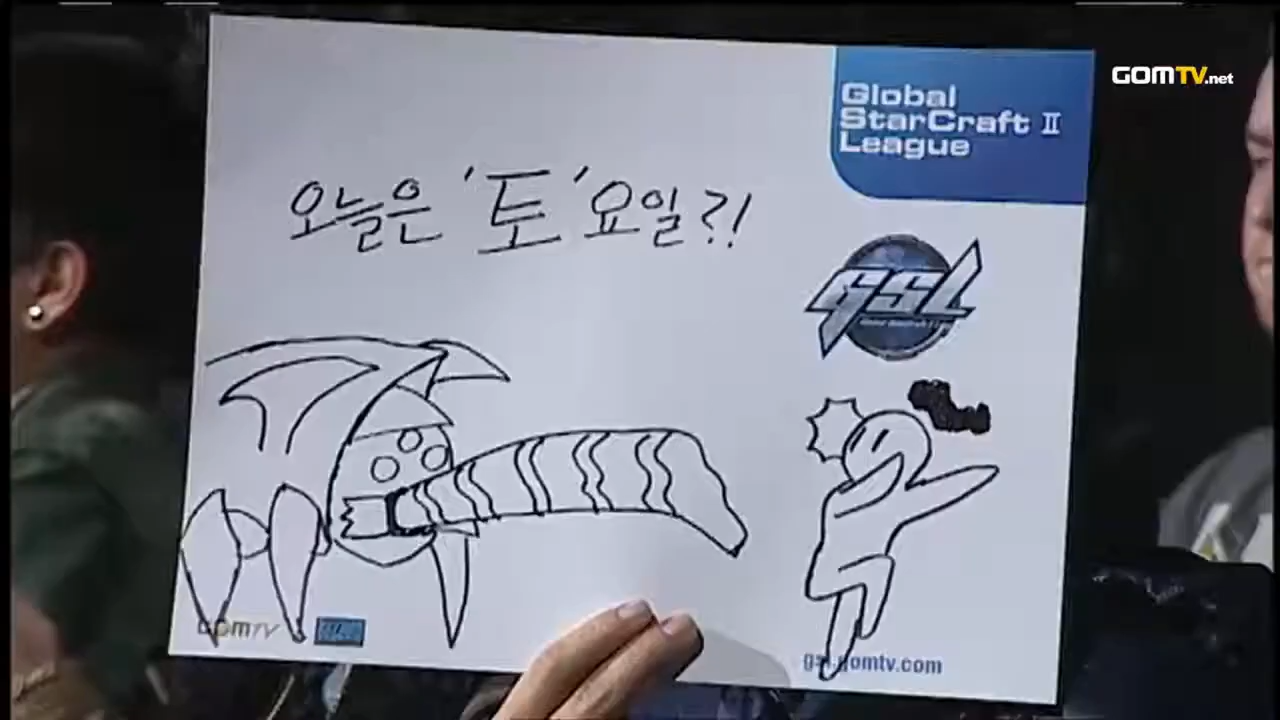 GOMTV.net
Global
StarCraft II
League
오늘은 '토'요일?!
GSL
GOMTV
gsl.gomtv.com